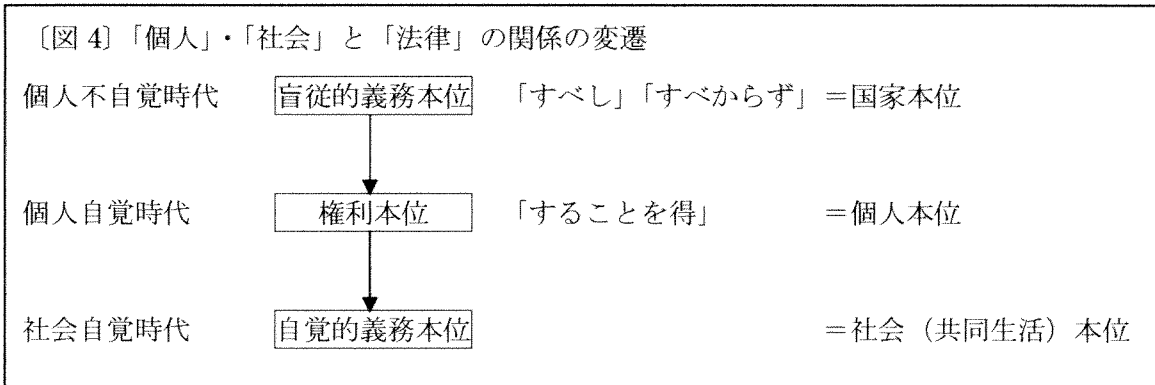 〔図4〕「個人」・「社会」と「法律」の関係の変遷
個人不自覚時代 盲従的義務本位 「すべし」「すべからず」＝国家本位
個人自覚時代 権利本位 「することを得」 ＝個人本位
社会自覚時代 自覚的義務本位 ＝社会（共同生活）本位